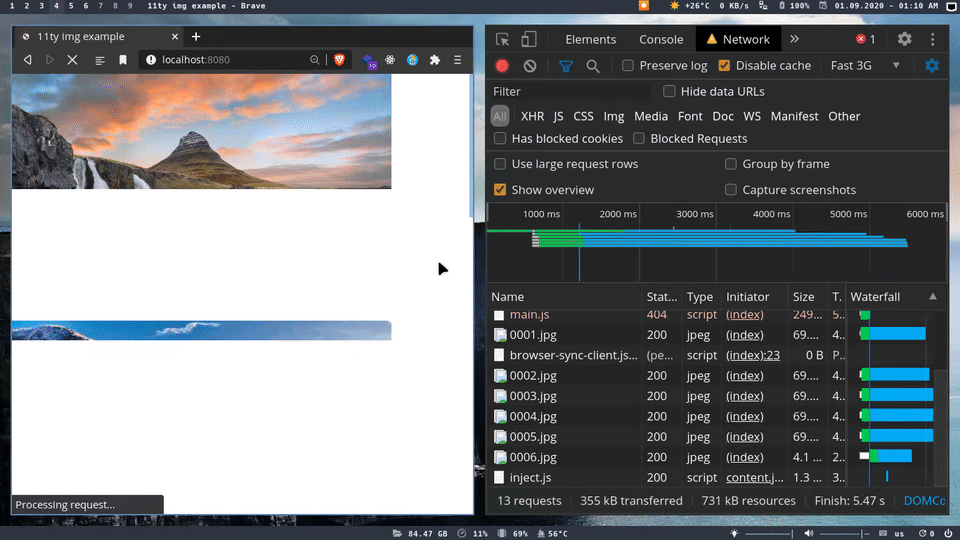 1 2 3 4 5 6 7 8 9 11ty img example - Brave +26°C 0 KB/s 100% 01.09.2020 - 01:10 AM
11ty Img example
localhost:8080
Processing request...
Elements Console Network 1
Preserve log Disable cache Fast 3G
Filter Hide data URLs
All XHR JS CSS Img Media Font Doc WS Manifest Other
Has blocked cookies Blocked Requests
Use large request rows Group by frame
Show overview Capture screenshots
1000 ms 2000 ms 3000 ms 4000 ms 5000 ms 6000 ms
Name Stat... Type Initiator Size T. Waterfall
main.js 404 script (index) 249... 5..
0001.jpg 200 jpeg (index) 69.... 4..
browser-sync-client.js... (pe... script (index):23 0 B P..
0002.jpg 200 jpeg (index) 69.... 4..
0003.jpg 200 jpeg (index) 69.... 4..
0004.jpg 200 jpeg (index) 69.... 4..
0005.jpg 200 jpeg (index) 69.... 4..
0006.jpg 200 jpeg (index) 4.1 ... 2..
inject.js 200 script content.j... 1.3 ... 3..
13 requests 355 kB transferred 731 kB resources Finish: 5.47 s DOMCo
84.47 GB 11% 69% 56°C us 0